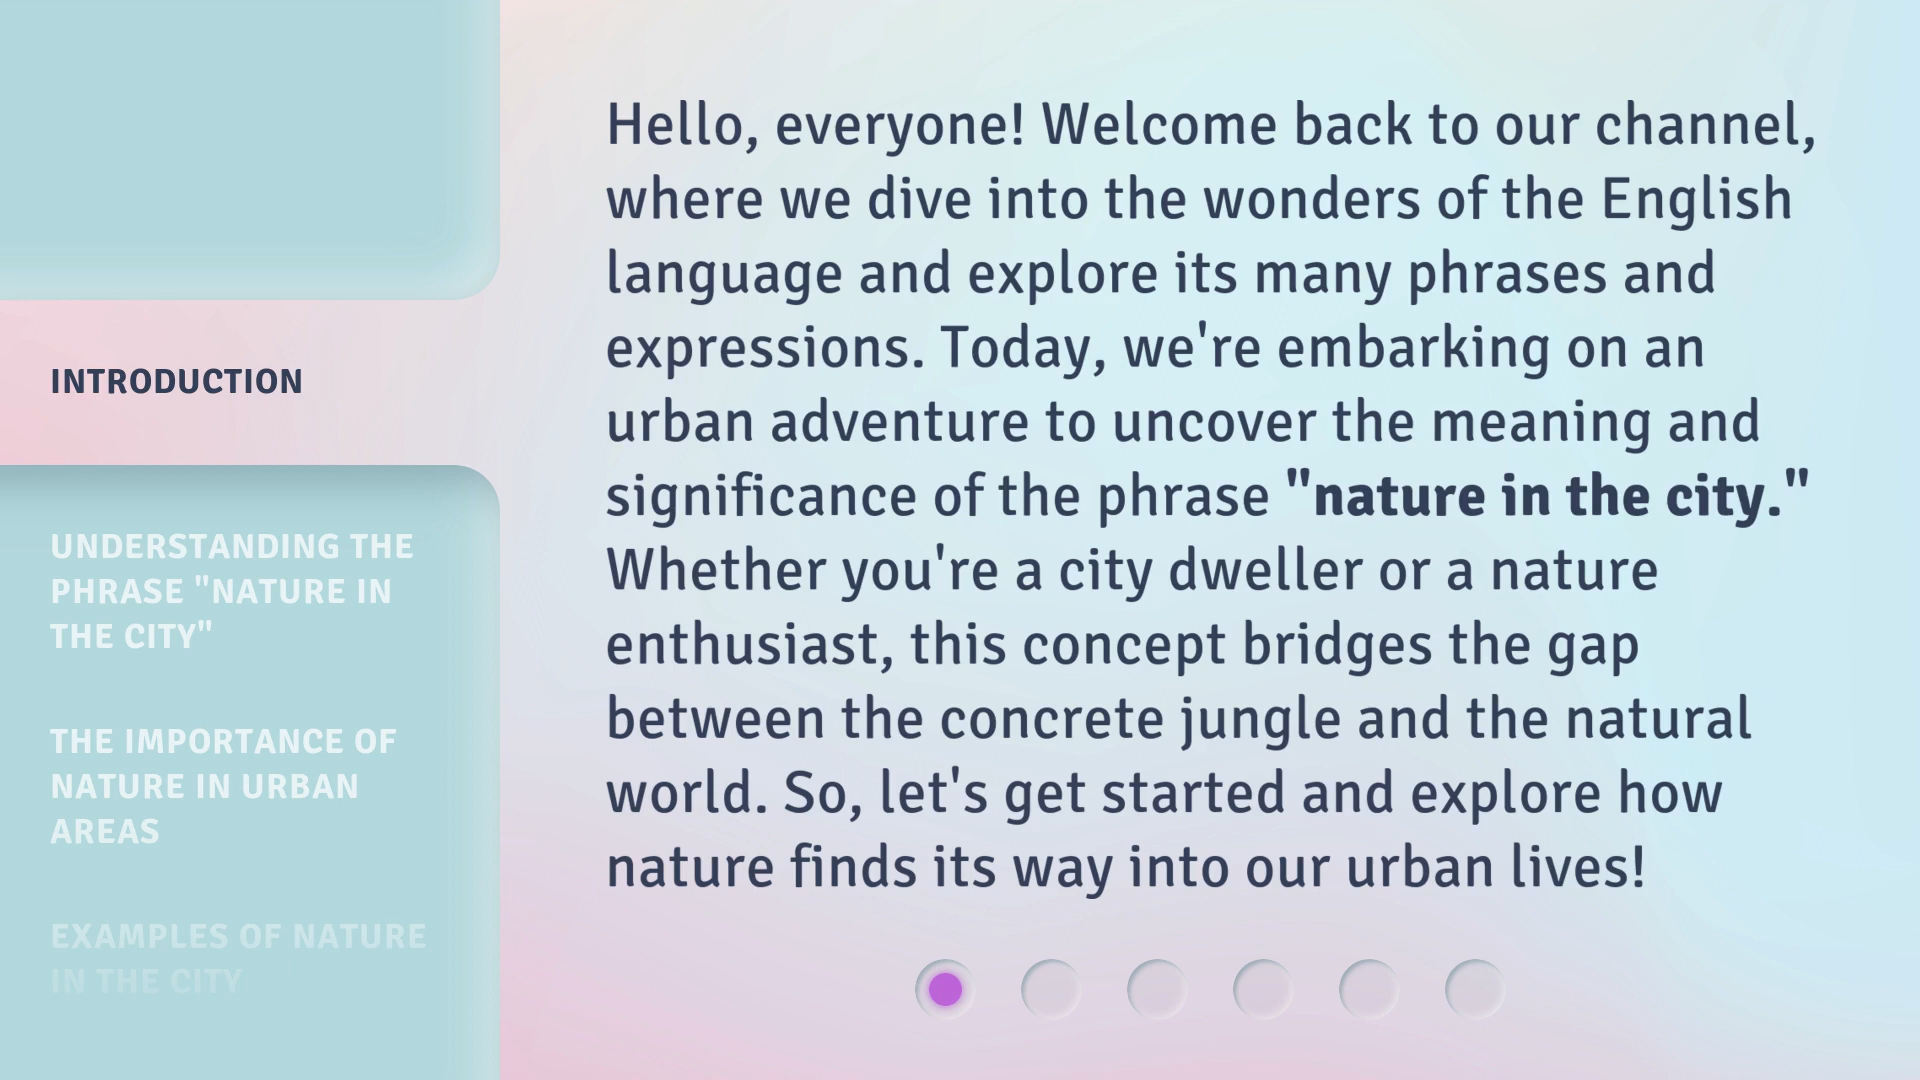 INTRODUCTION
UNDERSTANDING THE
PHRASE "NATURE IN
THE CITY"
THE IMPORTANCE OF
NATURE IN URBAN
AREAS
EXAMPLES OF NATURE
IN THE CITY
Hello, everyone! Welcome back to our channel,
where we dive into the wonders of the English
language and explore its many phrases and
expressions. Today, we're embarking on an
urban adventure to uncover the meaning and
significance of the phrase "nature in the city."
Whether you're a city dweller or a nature
enthusiast, this concept bridges the gap
between the concrete jungle and the natural
world. So, let's get started and explore how
nature finds its way into our urban lives!